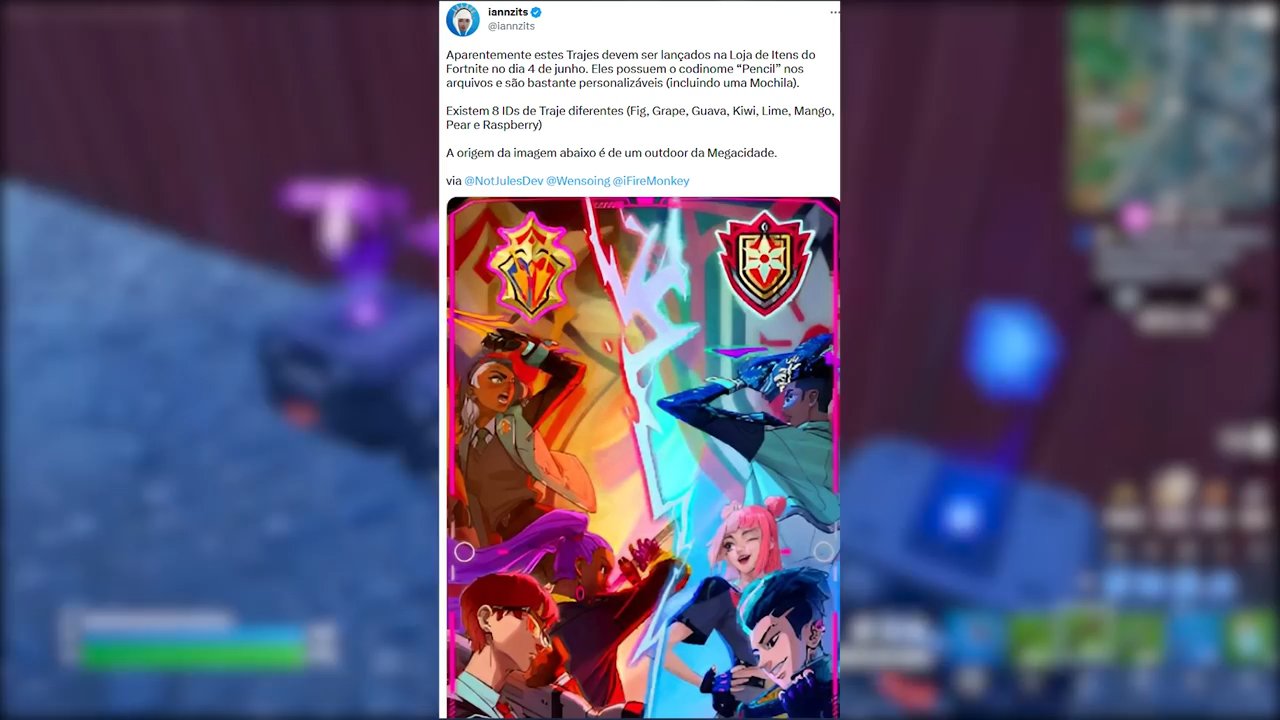 iannzits
@iannzits
Aparentemente estes Trajes devem ser lançados na Loja de Itens do
Fortnite no dia 4 de junho. Eles possuem o codinome “Pencil” nos
arquivos e são bastante personalizáveis (incluindo uma Mochila).
Existem 8 IDs de Traje diferentes (Fig, Grape, Guava, Kiwi, Lime, Mango,
Pear e Raspberry)
A origem da imagem abaixo é de um outdoor da Megacidade.
via @NotJulesDev @Wensoing @iFireMonkey